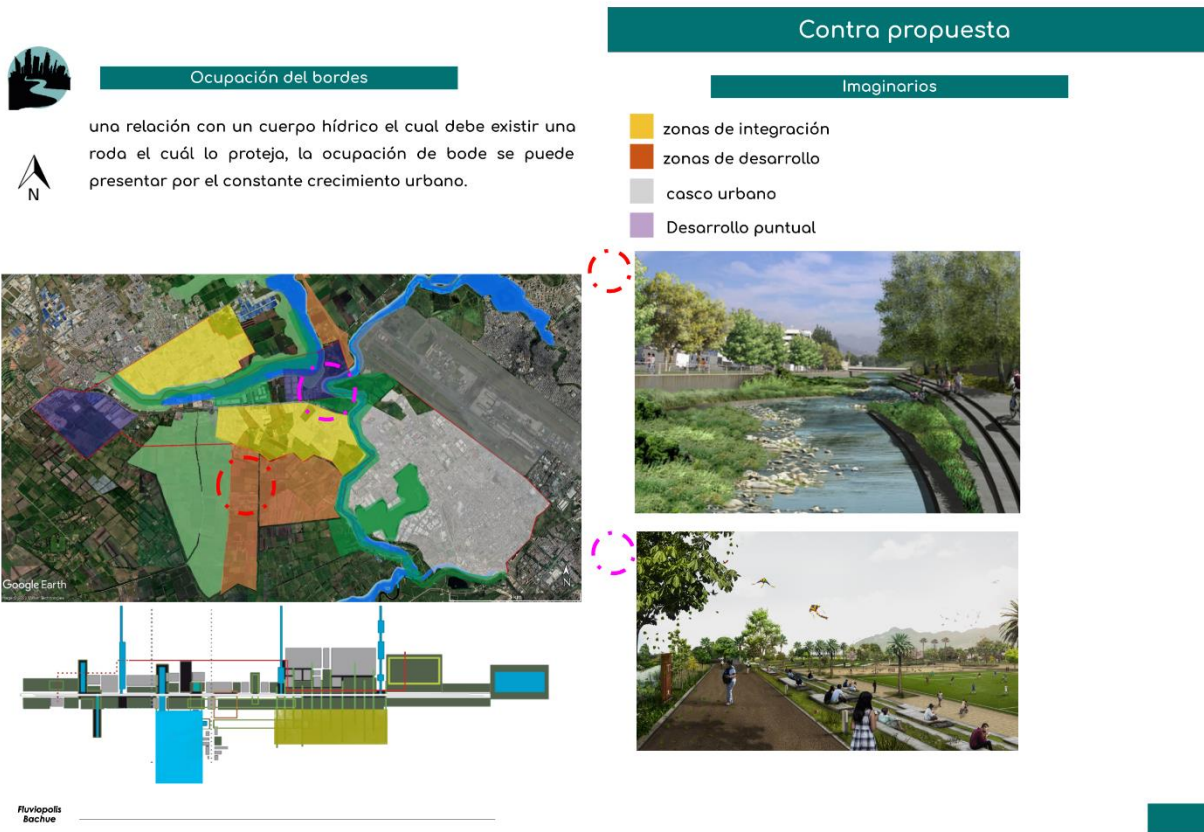 Contra propuesta
Ocupación del bordes
una relación con un cuerpo hídrico el cual debe existir una
roda el cuál lo proteja, la ocupación de bode se puede
presentar por el constante crecimiento urbano.
N
Imaginarios
zonas de integración
zonas de desarrollo
casco urbano
Desarrollo puntual
Google Earth
N
Fluviopolis
Bachue